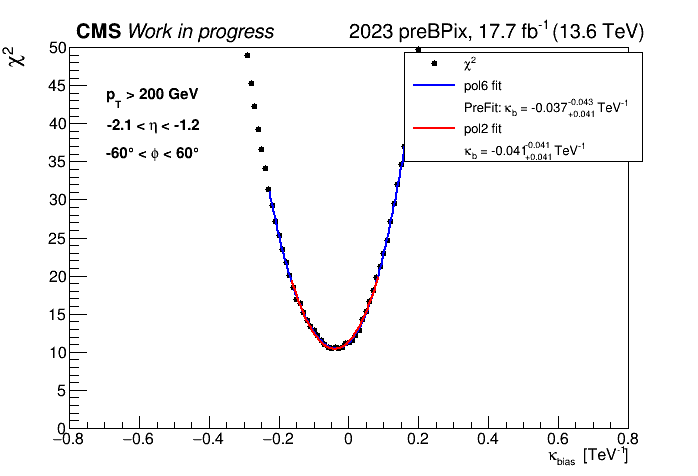 CMS Work in progress
2023 preBPix, 17.7 fb⁻¹ (13.6 TeV)
χ²
50
45
40
35
30
25
20
15
10
5
0
p_T > 200 GeV
-2.1 < η < -1.2
-60° < ϕ < 60°
χ²
pol6 fit
PreFit: κ_b = -0.037 -0.043 +0.041 TeV⁻¹
pol2 fit
κ_b = -0.041 -0.041 +0.041 TeV⁻¹
−0.8 −0.6 −0.4 −0.2 0 0.2 0.4 0.6 0.8
κ_bias [TeV⁻¹]